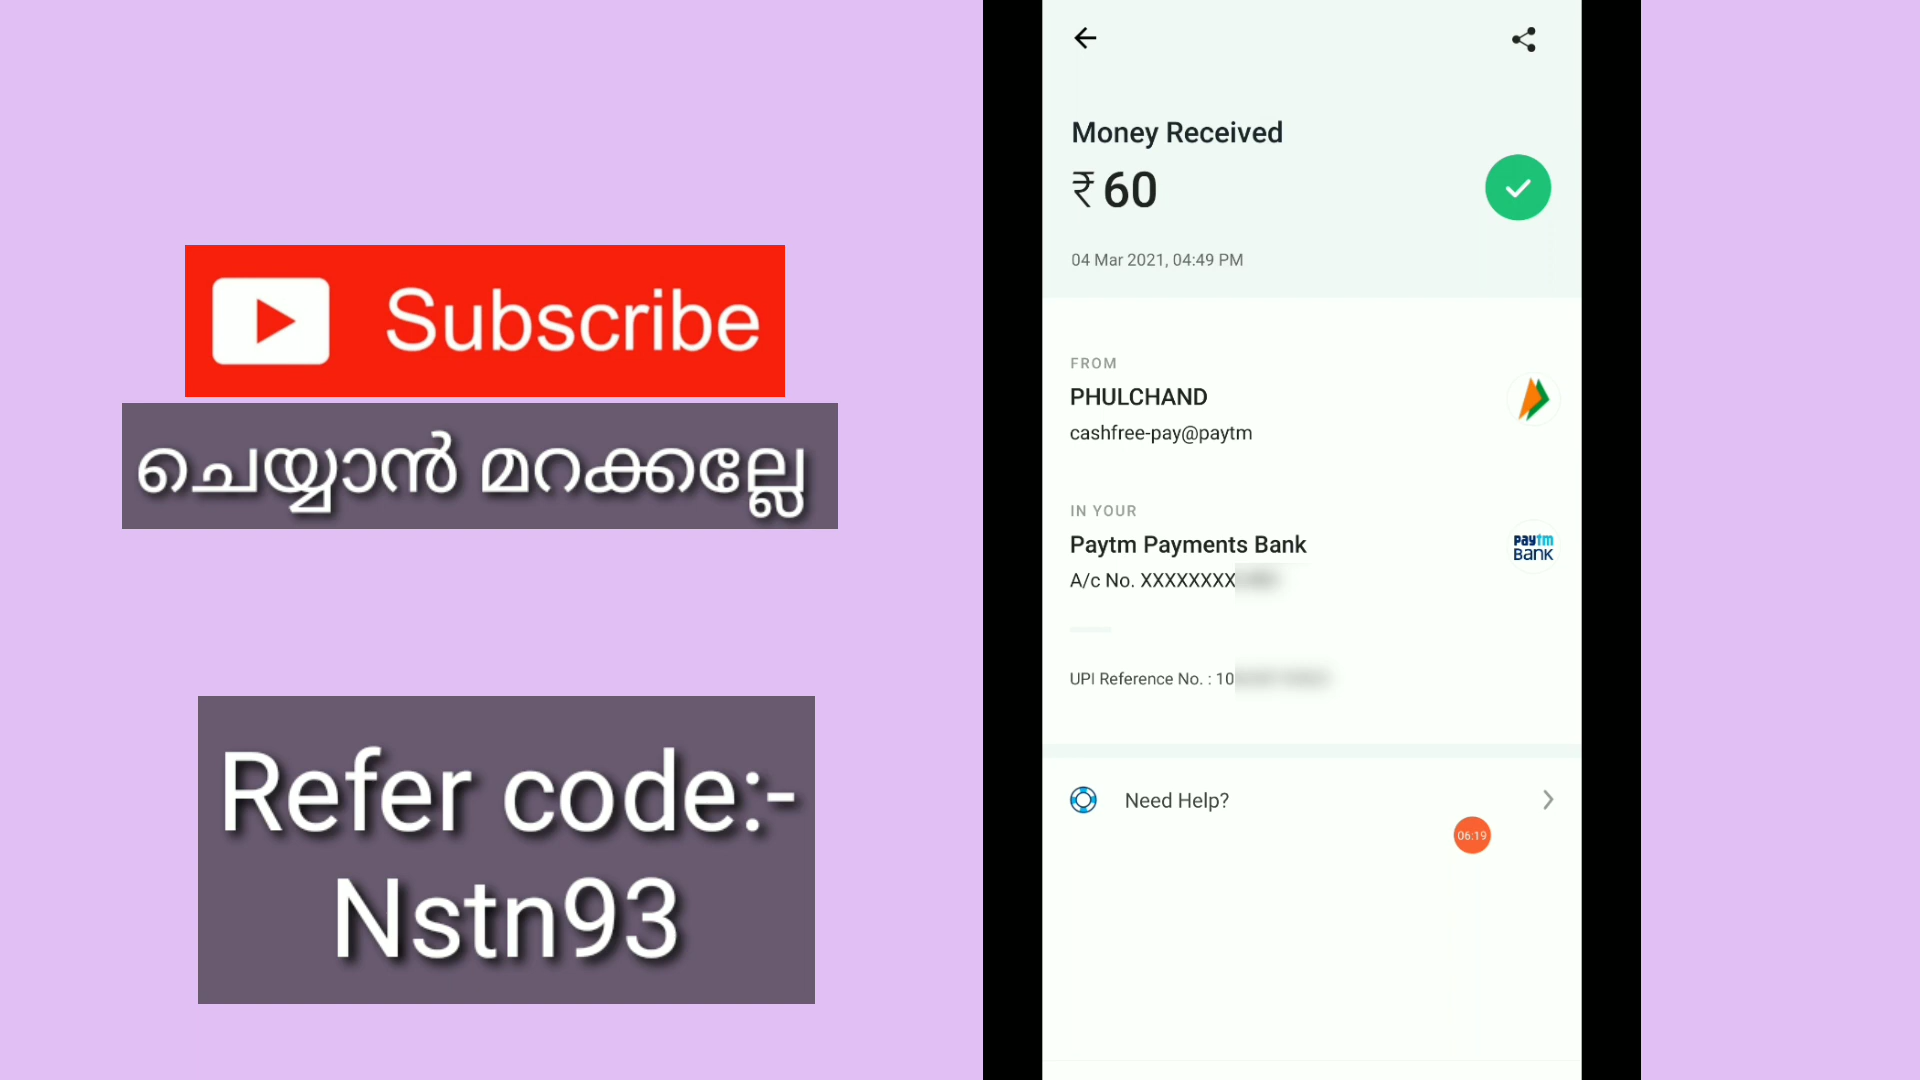 Subscribe
ചെയ്യാൻ മറക്കല്ലേ
Refer code:-
Nstn93
Money Received
₹60
04 Mar 2021, 04:49 PM
FROM
PHULCHAND
cashfree-pay@paytm
IN YOUR
Paytm Payments Bank
A/c No. XXXXXXXX
paytm
BANK
UPI Reference No. : 10
Need Help?
06:19